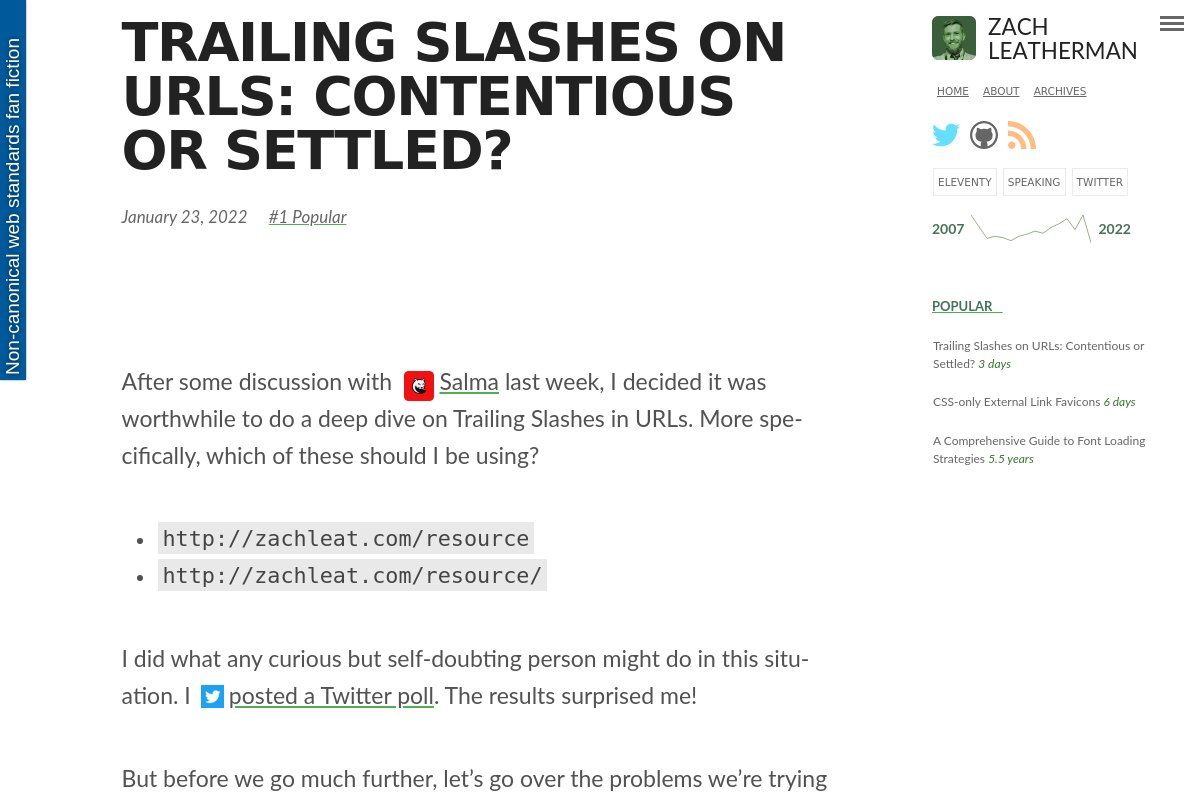 Non-canonical web standards fan fiction
TRAILING SLASHES ON
URLS: CONTENTIOUS
OR SETTLED?
January 23, 2022 #1 Popular
After some discussion with Salma last week, I decided it was
worthwhile to do a deep dive on Trailing Slashes in URLs. More spe-
cifically, which of these should I be using?
• http://zachleat.com/resource
• http://zachleat.com/resource/
I did what any curious but self-doubting person might do in this situ-
ation. I posted a Twitter poll. The results surprised me!
But before we go much further, let’s go over the problems we’re trying
ZACH
LEATHERMAN
HOME ABOUT ARCHIVES
ELEVENTY SPEAKING TWITTER
2007 2022
POPULAR
Trailing Slashes on URLs: Contentious or
Settled? 3 days
CSS-only External Link Favicons 6 days
A Comprehensive Guide to Font Loading
Strategies 5.5 years